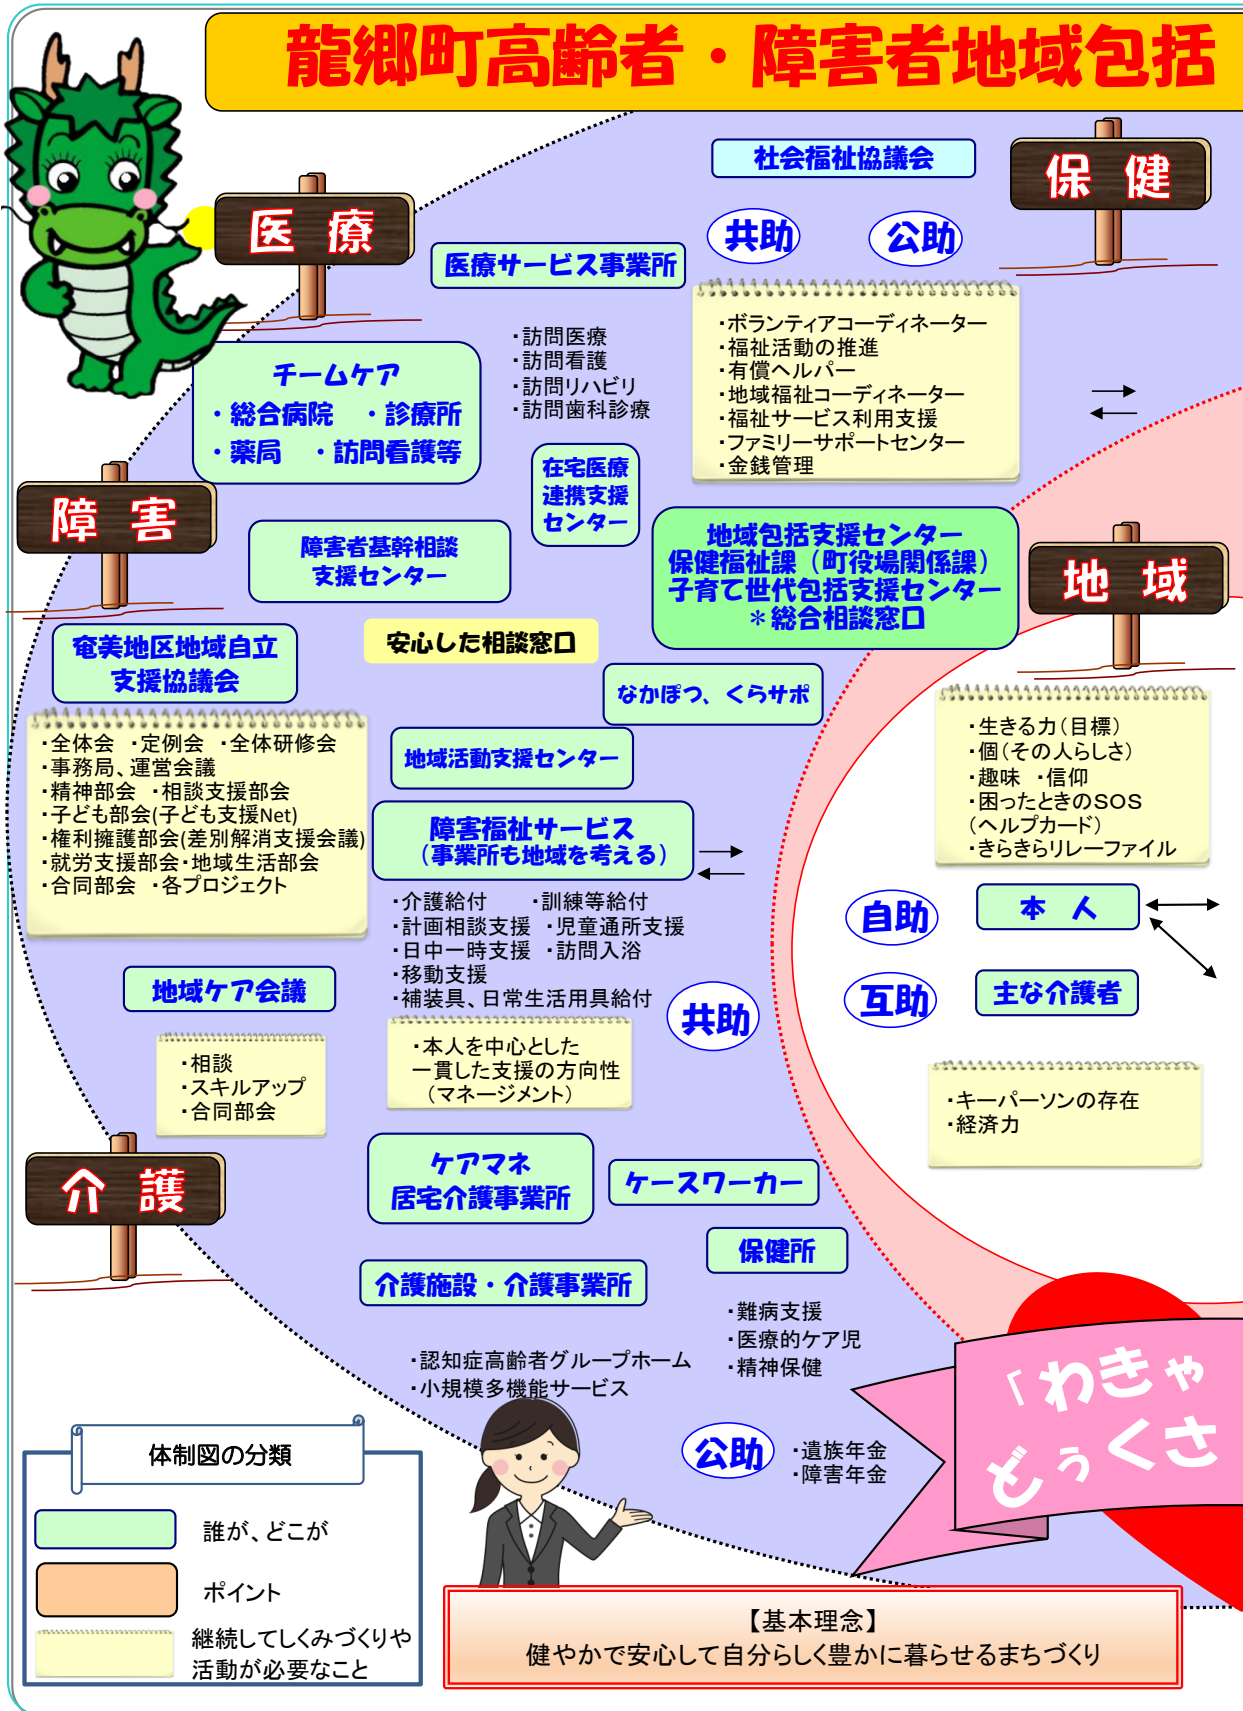 龍郷町高齢者・障害者地域包括
社会福祉協議会
保 健
医 療
共助
公助
医療サービス事業所
・ボランティアコーディネーター
・福祉活動の推進
・有償ヘルパー
・地域福祉コーディネーター
・福祉サービス利用支援
・ファミリーサポートセンター
・金銭管理
・訪問医療
・訪問看護
・訪問リハビリ
・訪問歯科診療
チームケア
・総合病院 ・診療所
・薬局 ・訪問看護等
在宅医療
連携支援
センター
障 害
障害者基幹相談
支援センター
地域包括支援センター
保健福祉課(町役場関係課)
子育て世代包括支援センター
＊総合相談窓口
地 域
奄美地区地域自立
支援協議会
安心した相談窓口
なかぽつ、くらサポ
・全体会 ・定例会 ・全体研修会
・事務局、運営会議
・精神部会 ・相談支援部会
・子ども部会(子ども支援Net)
・権利擁護部会(差別解消支援会議)
・就労支援部会・地域生活部会
・合同部会 ・各プロジェクト
地域活動支援センター
障害福祉サービス
(事業所も地域を考える)
・生きる力(目標)
・個(その人らしさ)
・趣味 ・信仰
・困ったときのSOS
(ヘルプカード)
・きらきらリレーファイル
・介護給付 ・訓練等給付
・計画相談支援 ・児童通所支援
・日中一時支援 ・訪問入浴
・移動支援
・補装具、日常生活用具給付
自助
本 人
地域ケア会議
共助
互助
主な介護者
・相談
・スキルアップ
・合同部会
・本人を中心とした
一貫した支援の方向性
(マネージメント)
・キーパーソンの存在
・経済力
介 護
ケアマネ
居宅介護事業所
ケースワーカー
保健所
介護施設・介護事業所
・難病支援
・医療的ケア児
・精神保健
・認知症高齢者グループホーム
・小規模多機能サービス
「わきゃ
どぅくさ
公助
・遺族年金
・障害年金
体制図の分類
誰が、どこが
ポイント
継続してしくみづくりや
活動が必要なこと
【基本理念】
健やかで安心して自分らしく豊かに暮らせるまちづくり